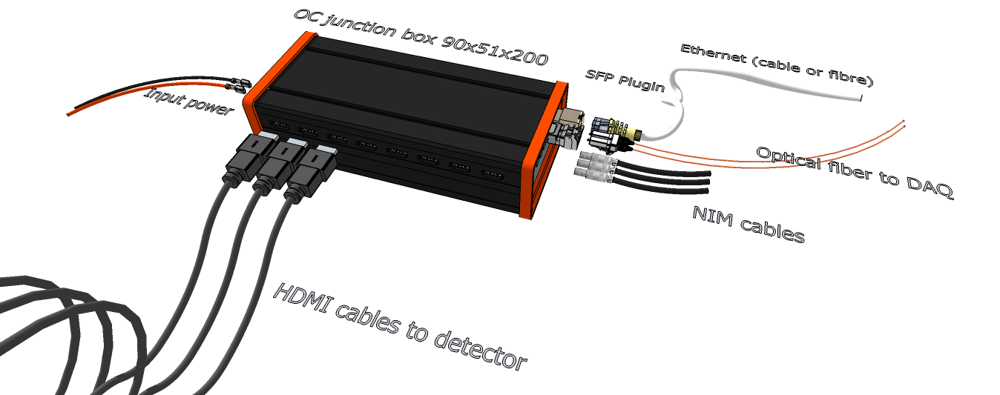 OC junction box 90x51x200
Ethernet (cable or fibre)
SFP Plugin
Input power
Optical fiber to DAQ
NIM cables
HDMI cables to detector